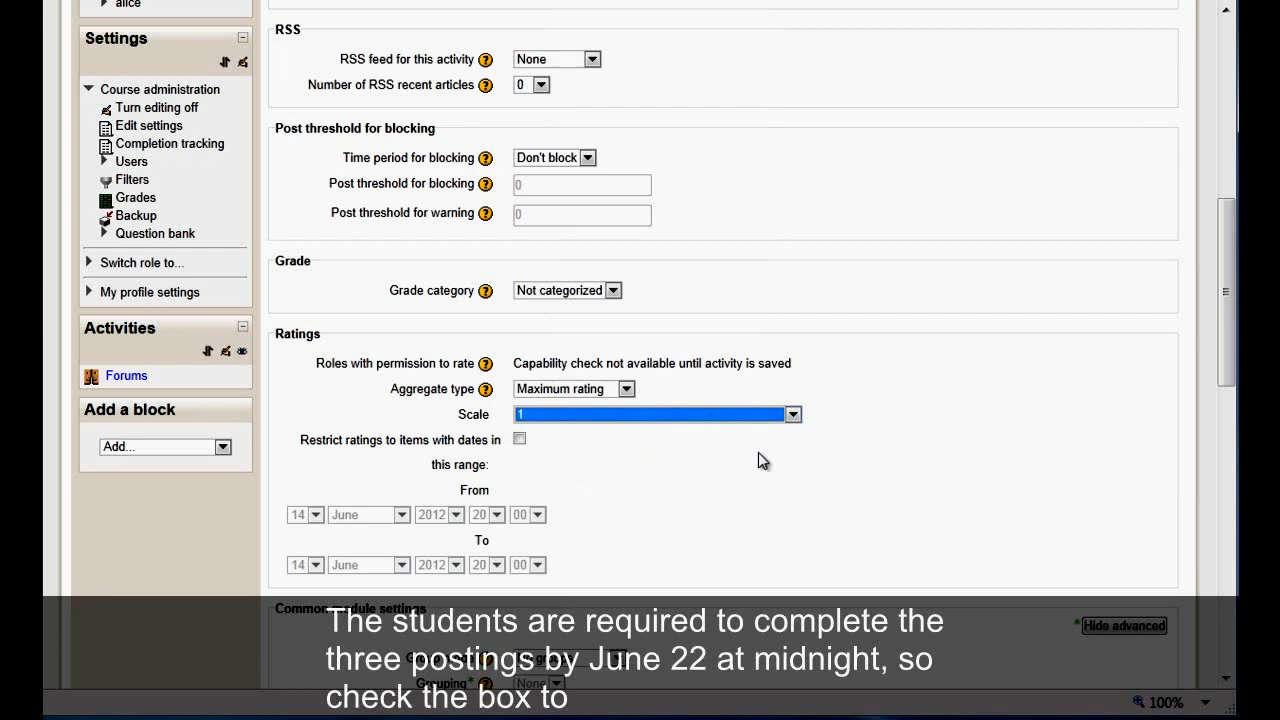 alice
Settings
Course administration
Turn editing off
Edit settings
Completion tracking
Users
Filters
Grades
Backup
Question bank
Switch role to...
My profile settings
Activities
Forums
Add a block
Add...
RSS
RSS feed for this activity None
Number of RSS recent articles 0
Post threshold for blocking
Time period for blocking Don't block
Post threshold for blocking 0
Post threshold for warning 0
Grade
Grade category Not categorized
Ratings
Roles with permission to rate Capability check not available until activity is saved
Aggregate type Maximum rating
Scale 1
Restrict ratings to items with dates in
this range:
From
14 June 2012 20 00
To
14 June 2012 20 00
Common module settings
* Hide advanced
Grouping* None
The students are required to complete the
three postings by June 22 at midnight, so
check the box to
100%